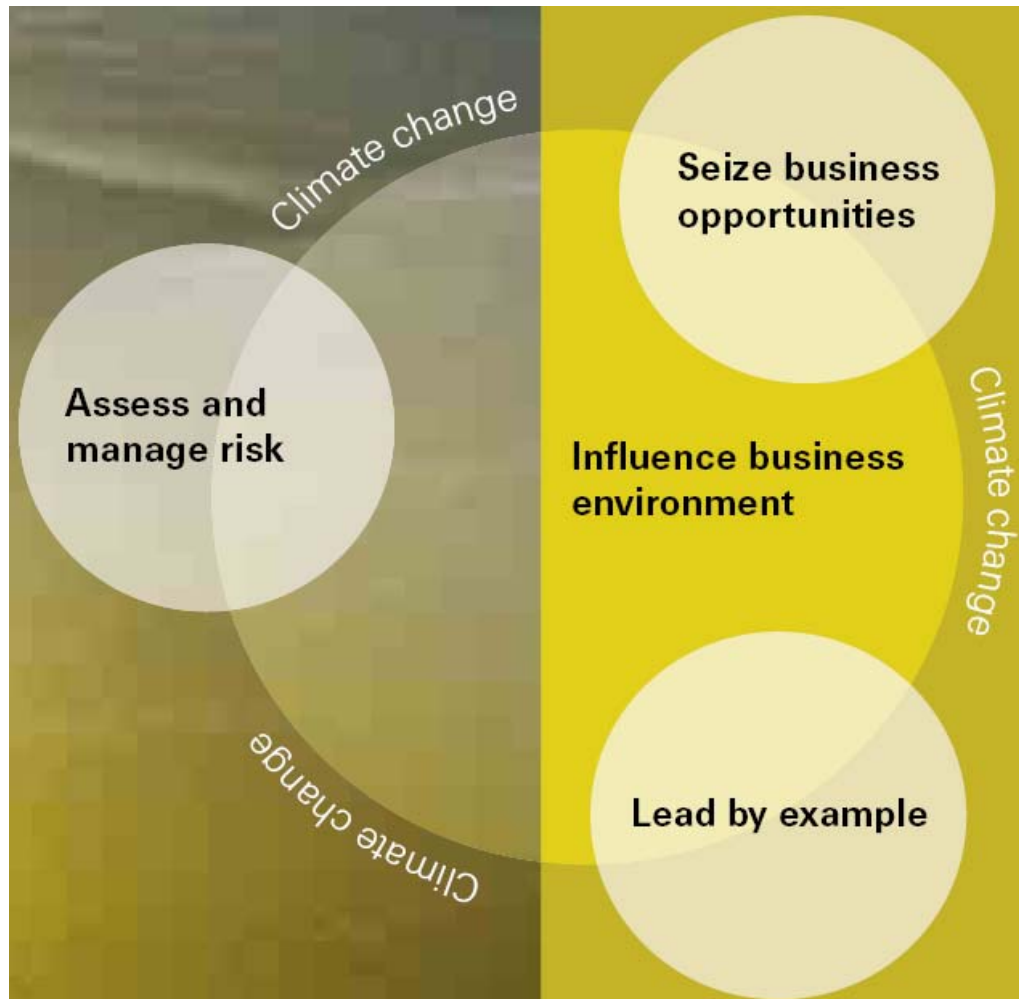 Climate change
Seize business
opportunities
Assess and
manage risk
Climate change
Influence business
environment
Climate change
Lead by example